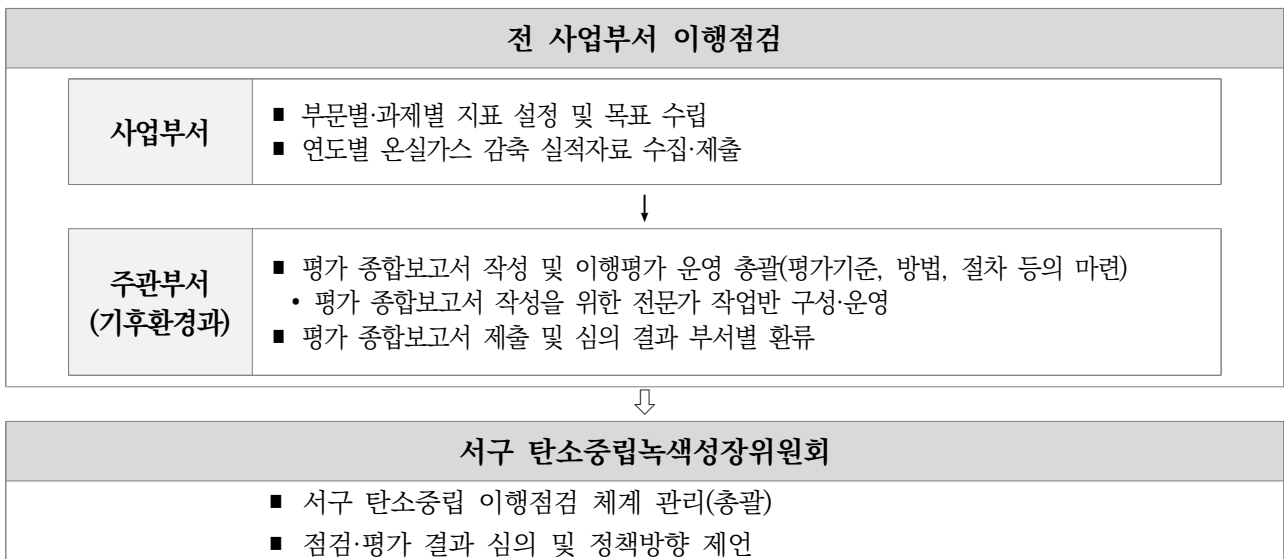 전 사업부서 이행점검
사업부서
■ 부문별·과제별 지표 설정 및 목표 수립
■ 연도별 온실가스 감축 실적자료 수집·제출
↓
주관부서
(기후환경과)
■ 평가 종합보고서 작성 및 이행평가 운영 총괄(평가기준, 방법, 절차 등의 마련)
• 평가 종합보고서 작성을 위한 전문가 작업반 구성·운영
■ 평가 종합보고서 제출 및 심의 결과 부서별 환류
⇩
서구 탄소중립녹색성장위원회
■ 서구 탄소중립 이행점검 체계 관리(총괄)
■ 점검·평가 결과 심의 및 정책방향 제언